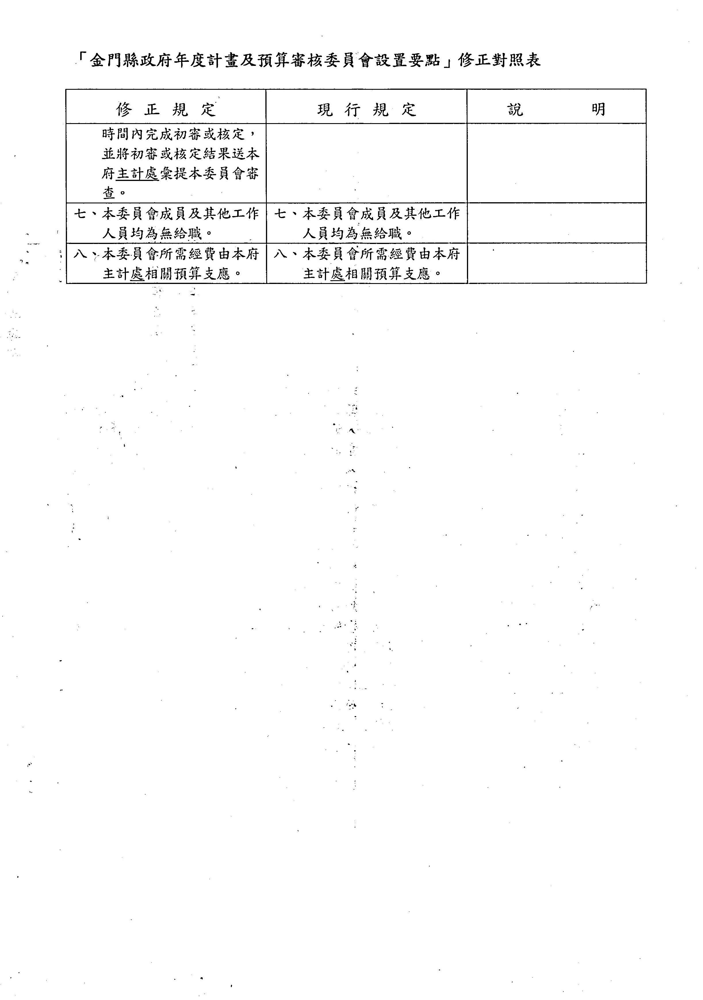 「金門縣政府年度計畫及預算審核委員會設置要點」修正對照表
修正規定 現行規定 說明
時間內完成初審或核定，
並將初審或核定結果送本
府主計處彙提本委員會審
查。
七、本委員會成員及其他工作
人員均為無給職。
七、本委員會成員及其他工作
人員均為無給職。
八、本委員會所需經費由本府
主計處相關預算支應。
八、本委員會所需經費由本府
主計處相關預算支應。